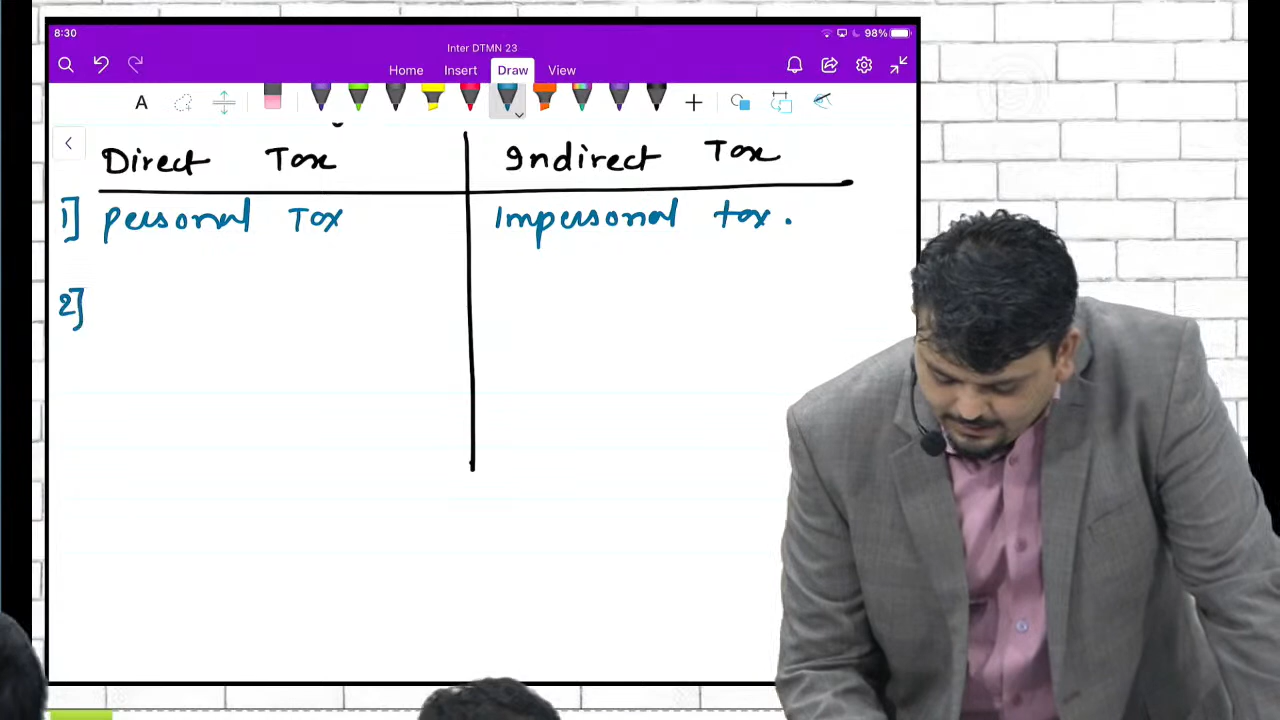 8:30
98%
Inter DTMN 23
Home Insert Draw View
A
Direct Tax Indirect Tax
1] Personal Tax Impersonal tax.
2]